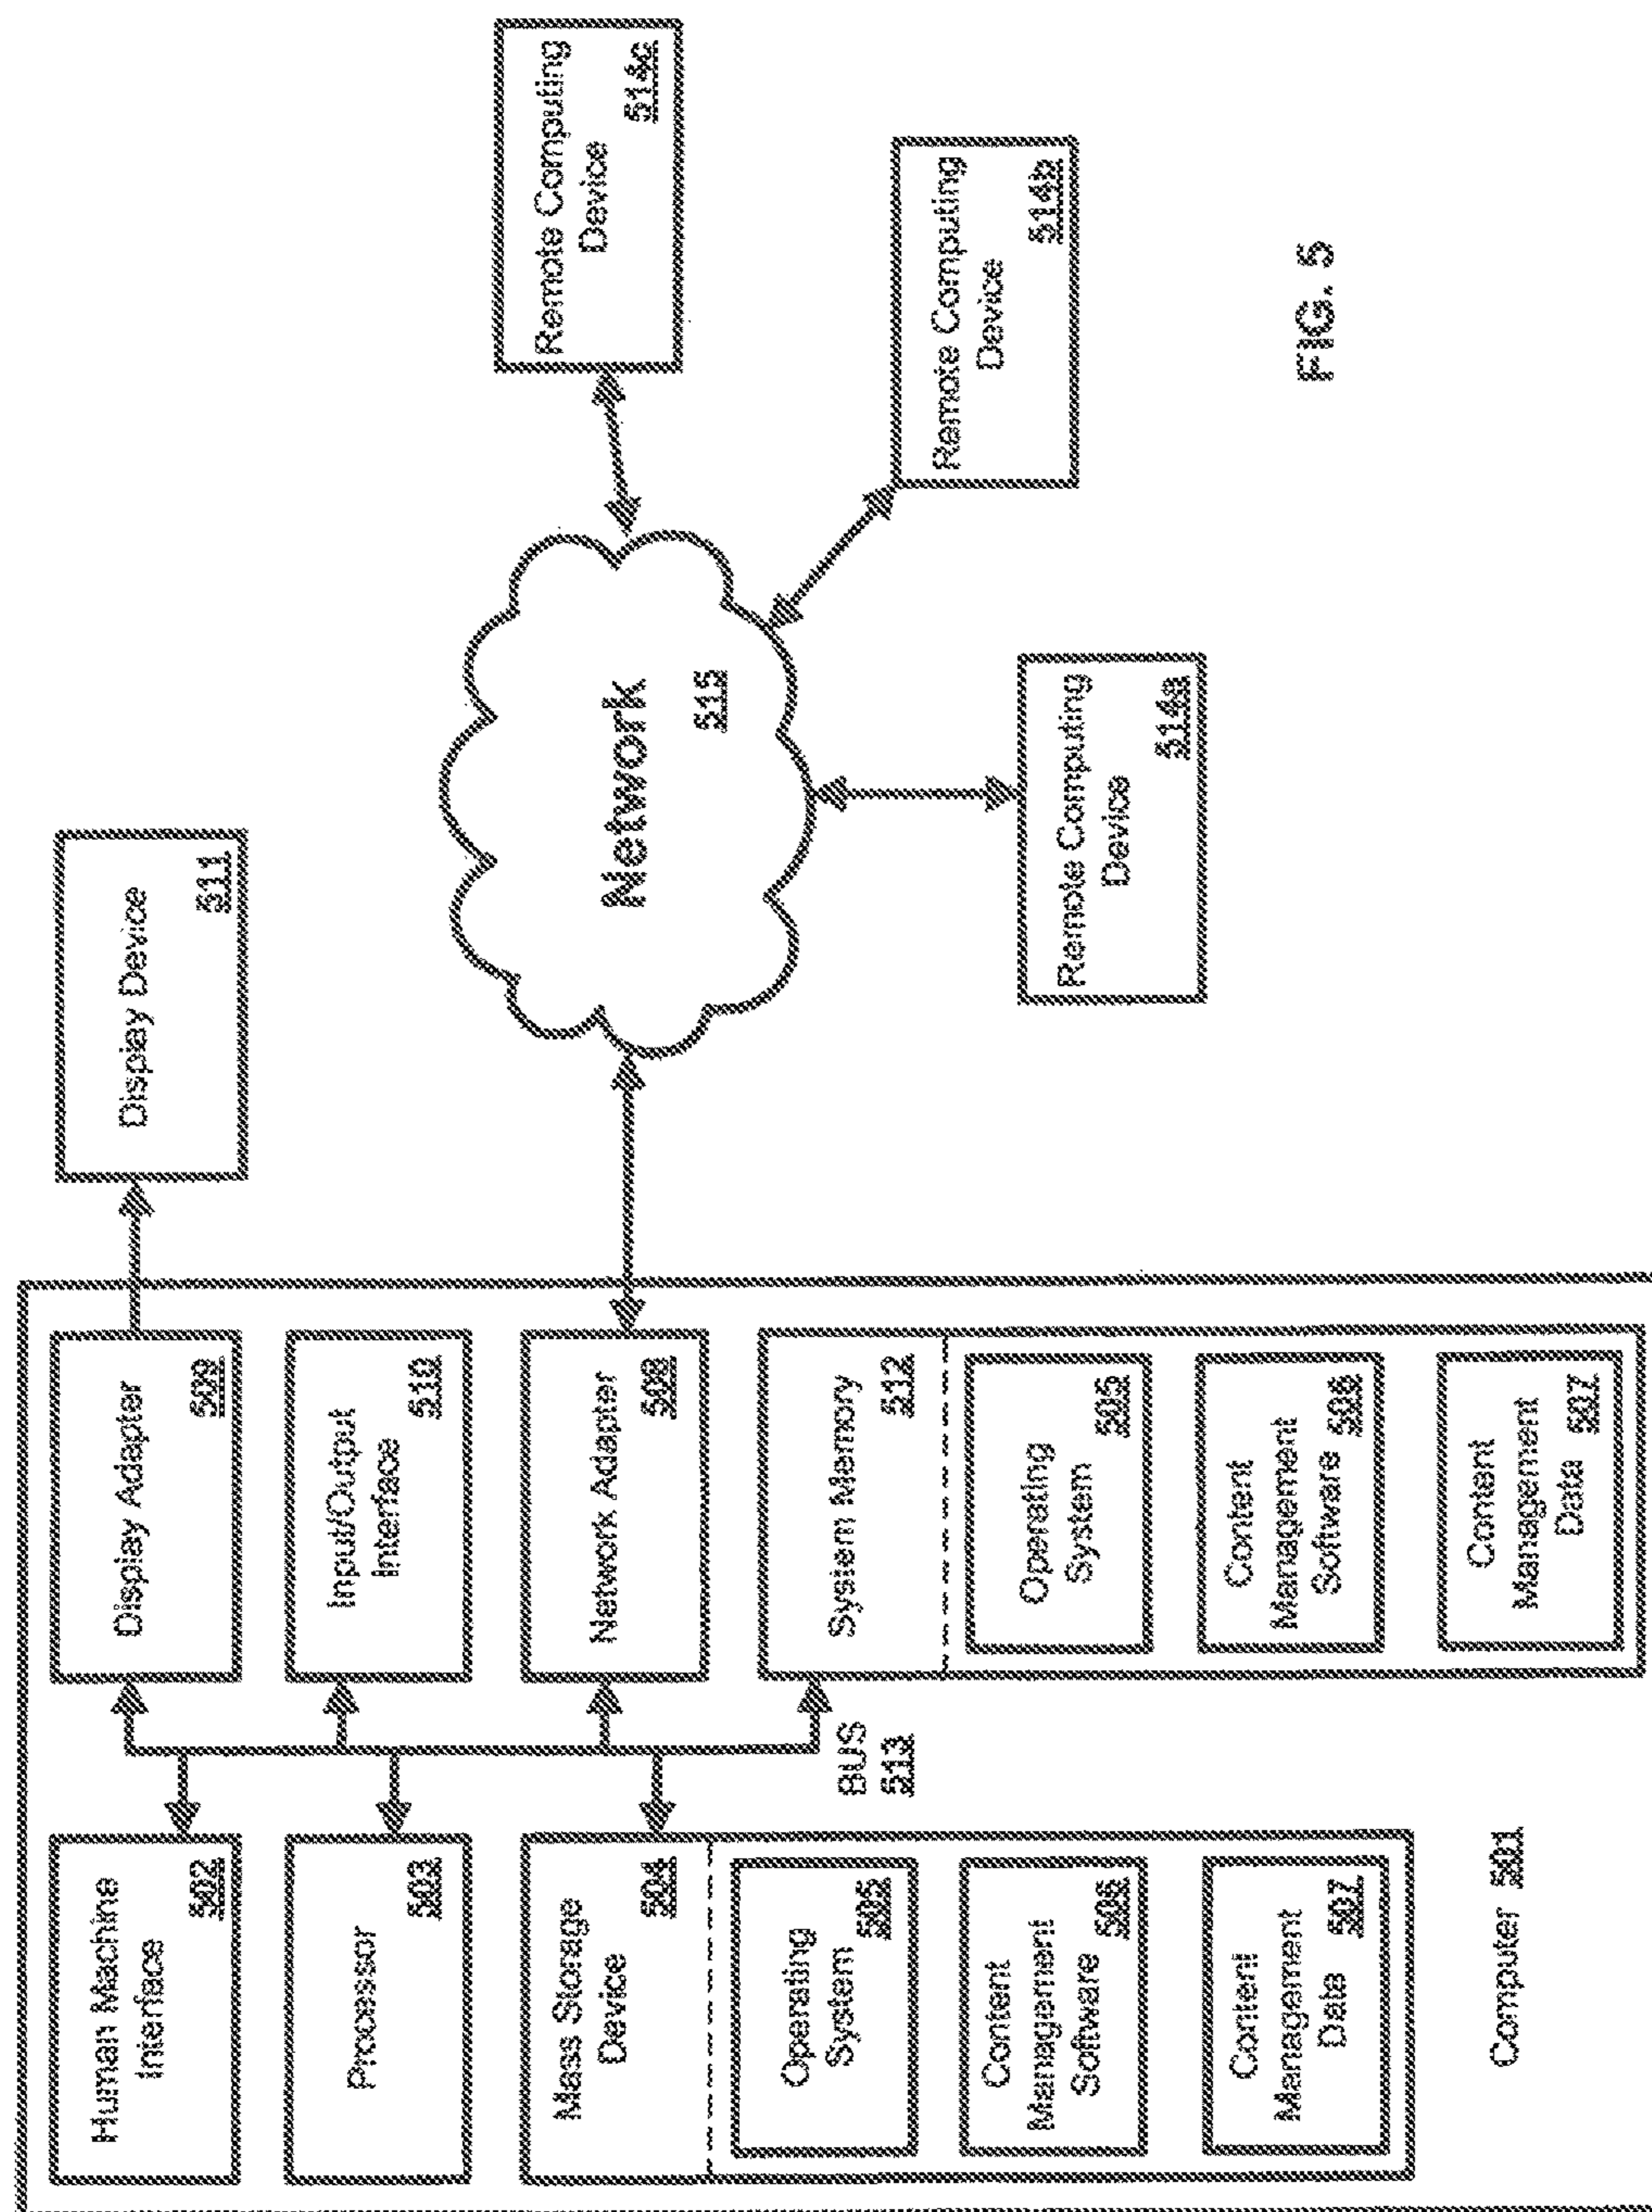 Human Machine
Interface
502
Processor
503
Mass Storage
Device
504
Operating
System
505
Content
Management
Software 506
Content
Management
Data 507
Computer 501
BUS
513
Display Adapter
509
Input/Output
Interface
510
Network Adapter
508
System Memory
512
Operating
System
505
Content
Management
Software 506
Content
Management
Data 507
Display Device
511
Network
515
Remote Computing
Device
514a
Remote Computing
Device
514b
Remote Computing
Device
514c
FIG. 5